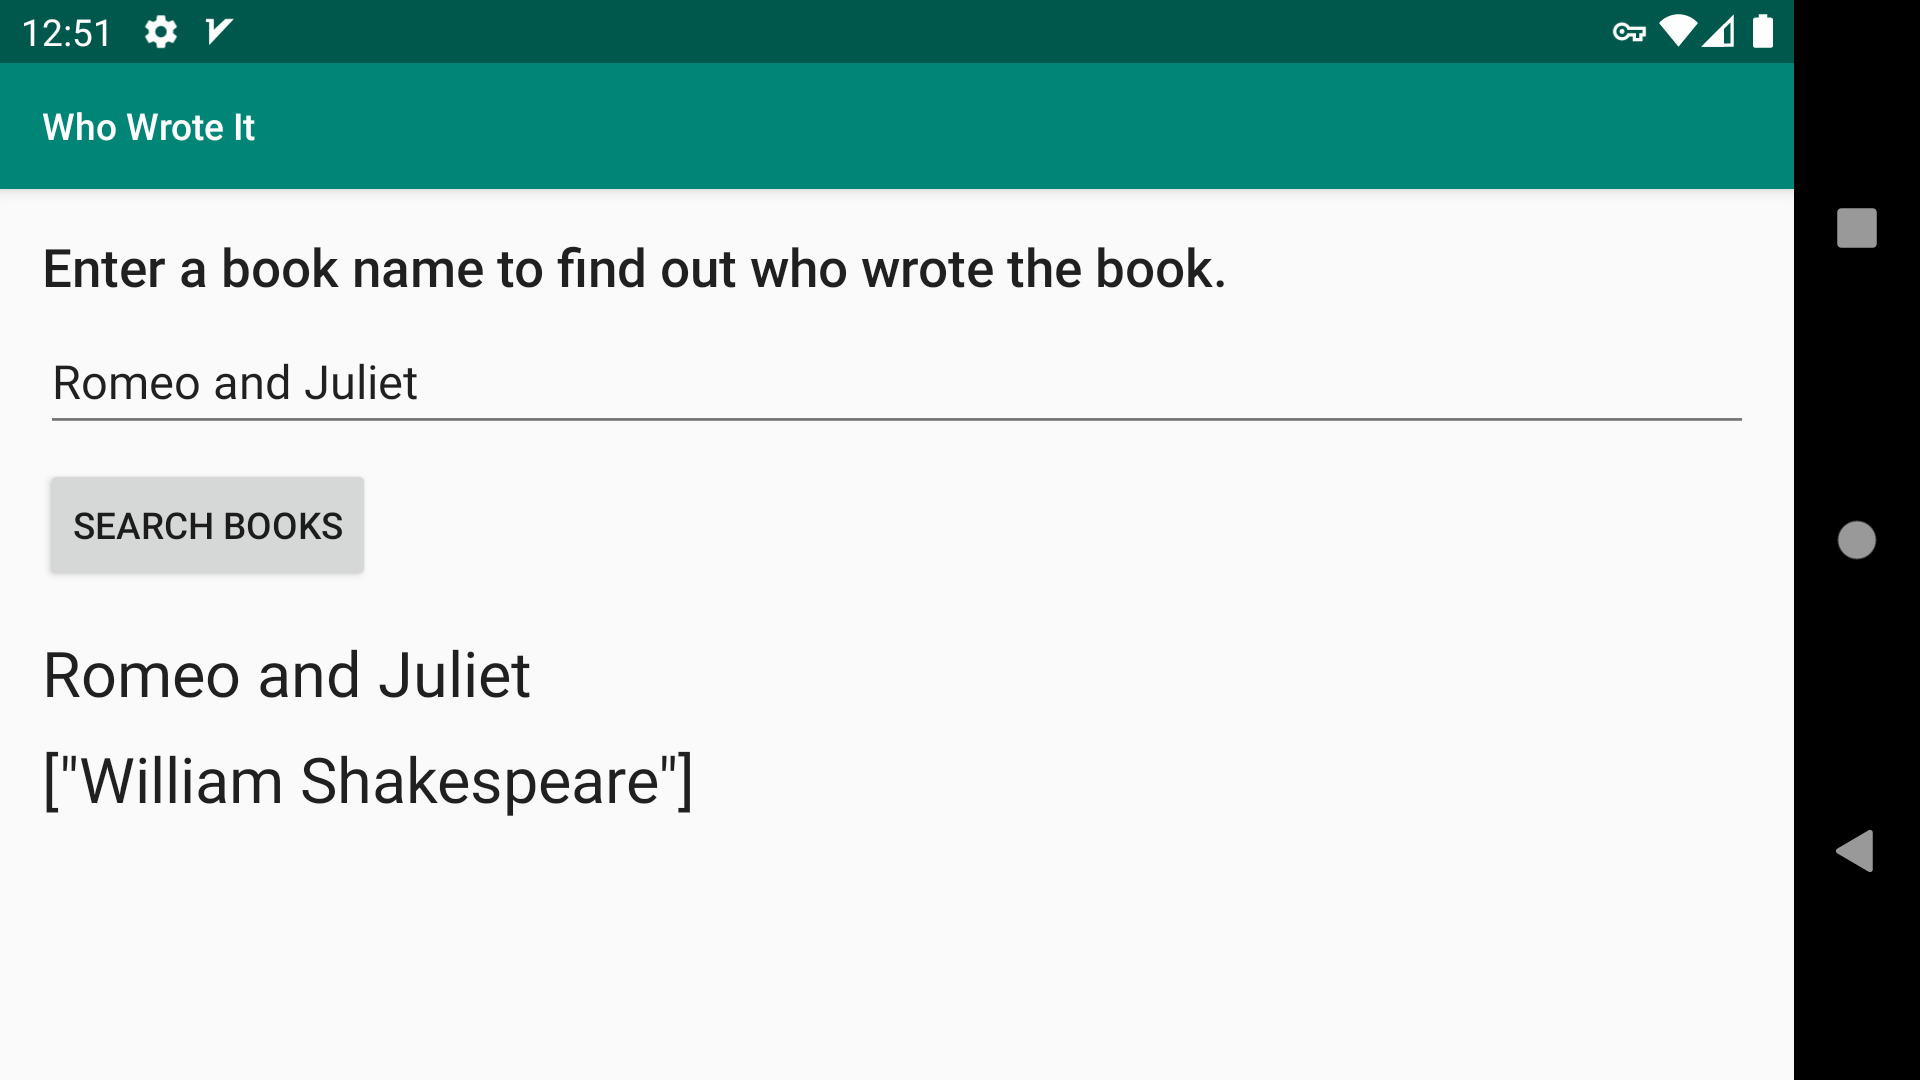 12:51
Who Wrote It
Enter a book name to find out who wrote the book.
Romeo and Juliet
SEARCH BOOKS
Romeo and Juliet
["William Shakespeare"]